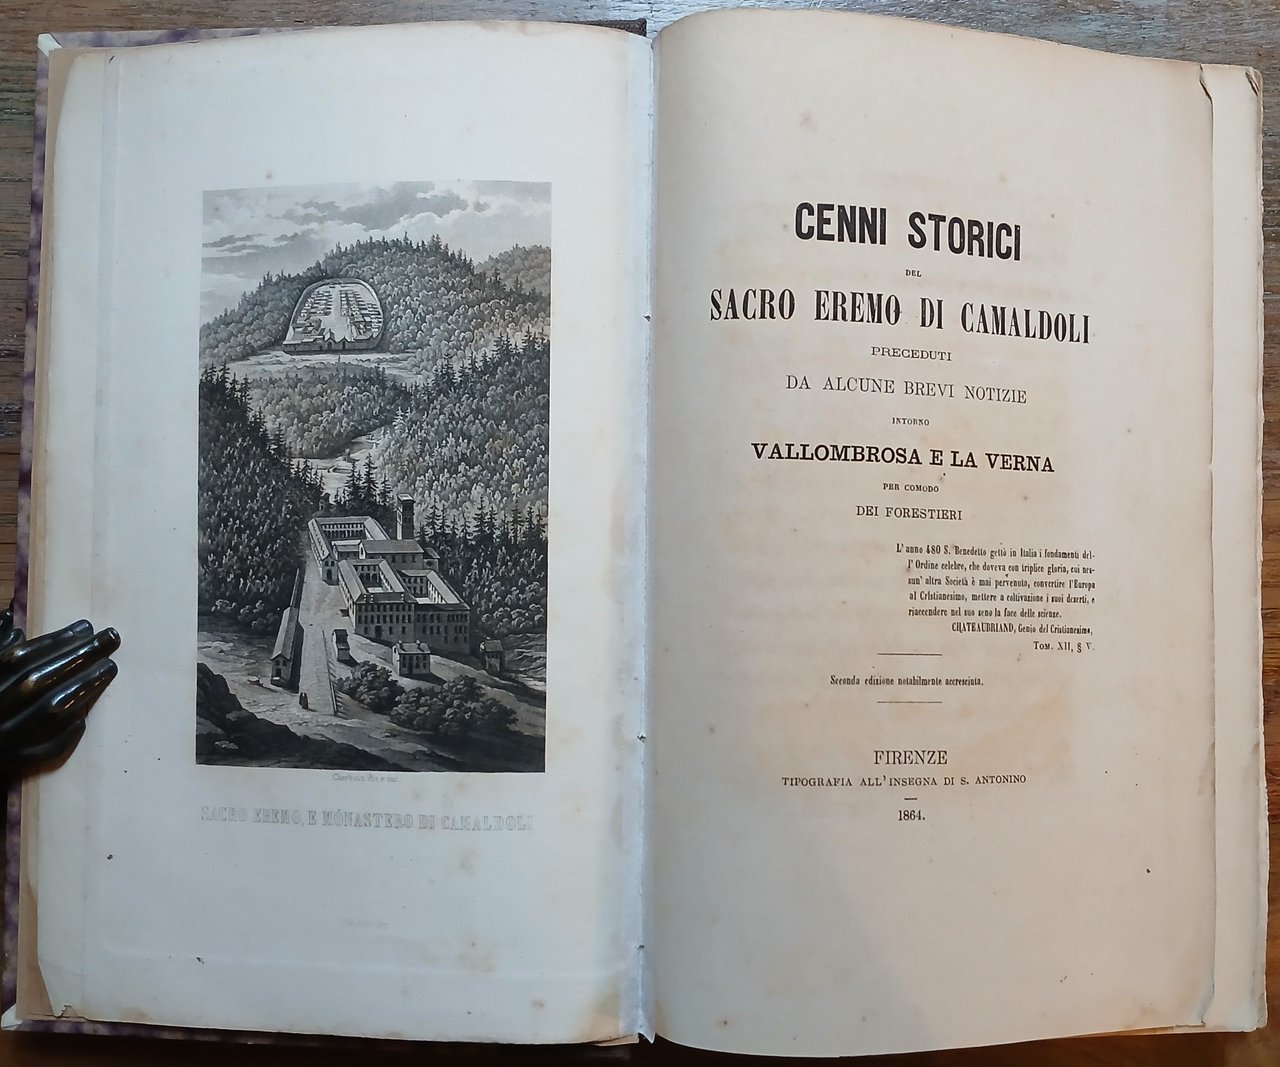 Cherbuin dis. e inc.
SACRO EREMO, E MONASTERO DI CAMALDOLI
CENNI STORICI
DEL
SACRO EREMO DI CAMALDOLI
PRECEDUTI
DA ALCUNE BREVI NOTIZIE
INTORNO
VALLOMBROSA E LA VERNA
PER COMODO
DEI FORESTIERI
L' anno 480 S. Benedetto gettò in Italia i fondamenti del-
l' Ordine celebre, che doveva con triplice gloria, cui nes-
sun' altra Società è mai pervenuta, convertire l'Europa
al Cristianesimo, mettere a coltivazione i suoi deserti, e
riaccendere nel suo seno la face delle scienze.
CHATEAUBRIAND, Genio del Cristianesimo,
TOM. XII, § V.
Seconda edizione notabilmente accresciuta.
FIRENZE
TIPOGRAFIA ALL' INSEGNA DI S. ANTONINO
1864.